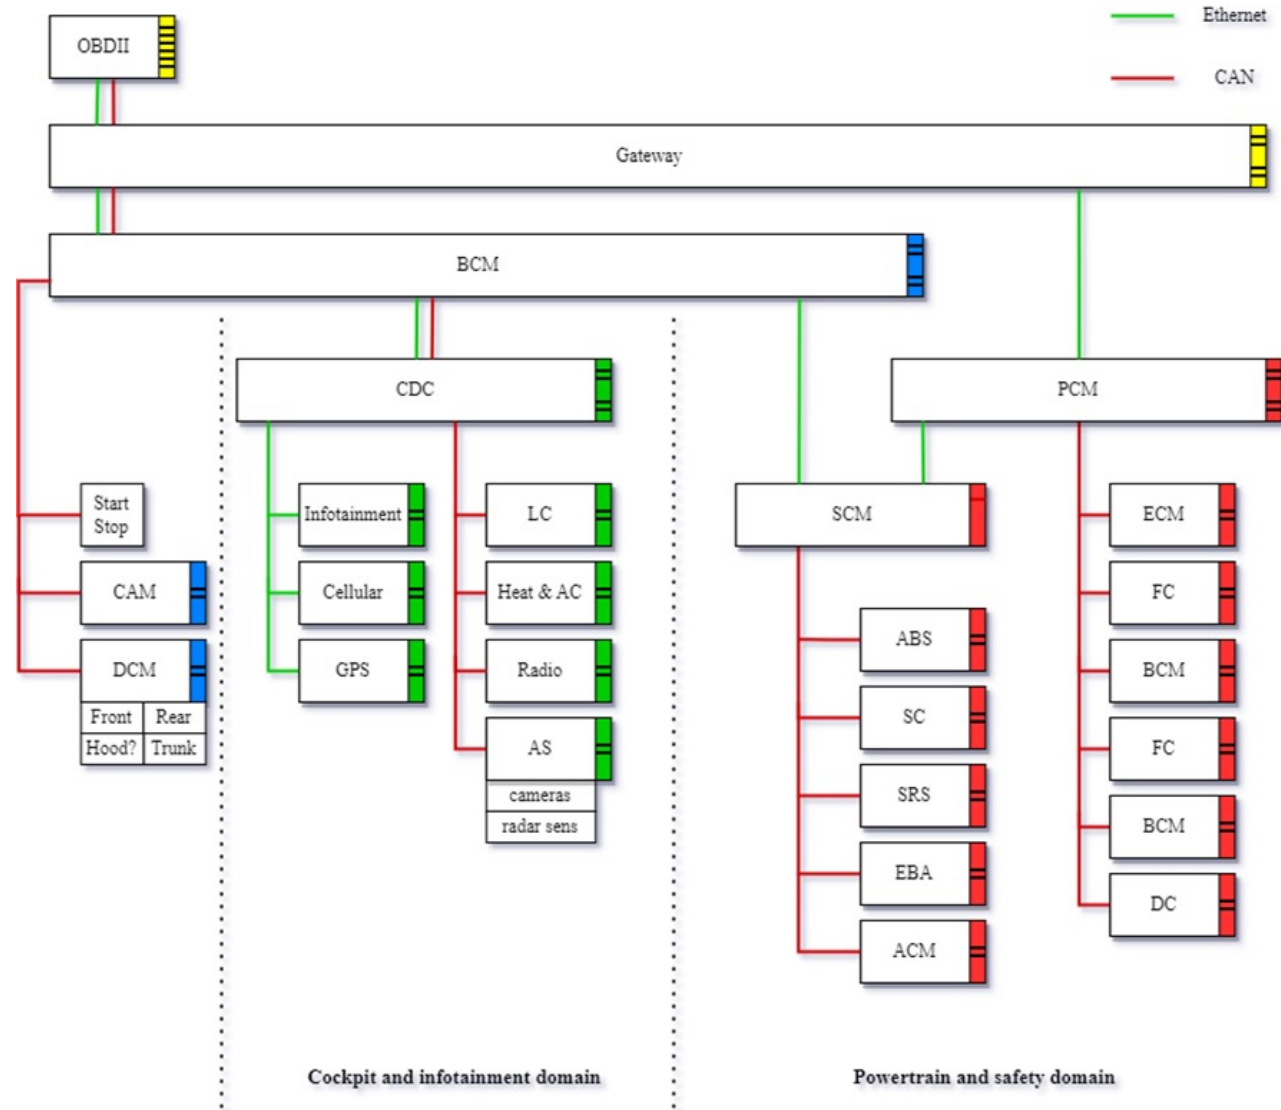 Ethernet
OBDII
CAN
Gateway
BCM
CDC
PCM
Start
Stop
Infotainment
LC
SCM
ECM
CAM
Cellular
Heat & AC
FC
ABS
DCM
GPS
Radio
BCM
Front
Rear
SC
Hood?
Trunk
AS
FC
cameras
SRS
radar sens
BCM
EBA
DC
ACM
Cockpit and infotainment domain
Powertrain and safety domain